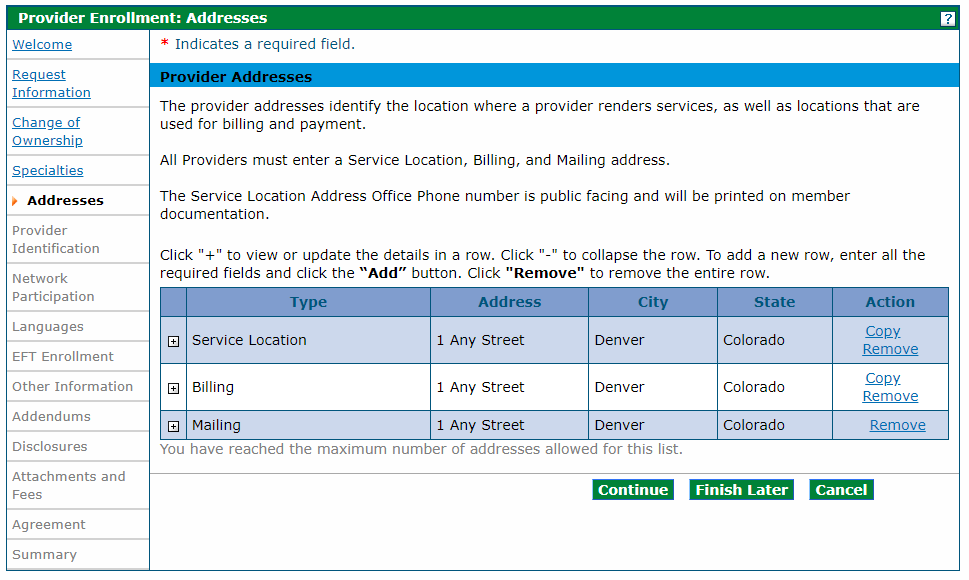 Provider Enrollment: Addresses ?
Welcome
Request
Information
Change of
Ownership
Specialties
Addresses
Provider
Identification
Network
Participation
Languages
EFT Enrollment
Other Information
Addendums
Disclosures
Attachments and
Fees
Agreement
Summary
* Indicates a required field.
Provider Addresses
The provider addresses identify the location where a provider renders services, as well as locations that are
used for billing and payment.
All Providers must enter a Service Location, Billing, and Mailing address.
The Service Location Address Office Phone number is public facing and will be printed on member
documentation.
Click "+" to view or update the details in a row. Click "-" to collapse the row. To add a new row, enter all the
required fields and click the “Add” button. Click "Remove" to remove the entire row.
Type Address City State Action
+ Service Location 1 Any Street Denver Colorado Copy
Remove
+ Billing 1 Any Street Denver Colorado Copy
Remove
+ Mailing 1 Any Street Denver Colorado Remove
You have reached the maximum number of addresses allowed for this list.
Continue Finish Later Cancel